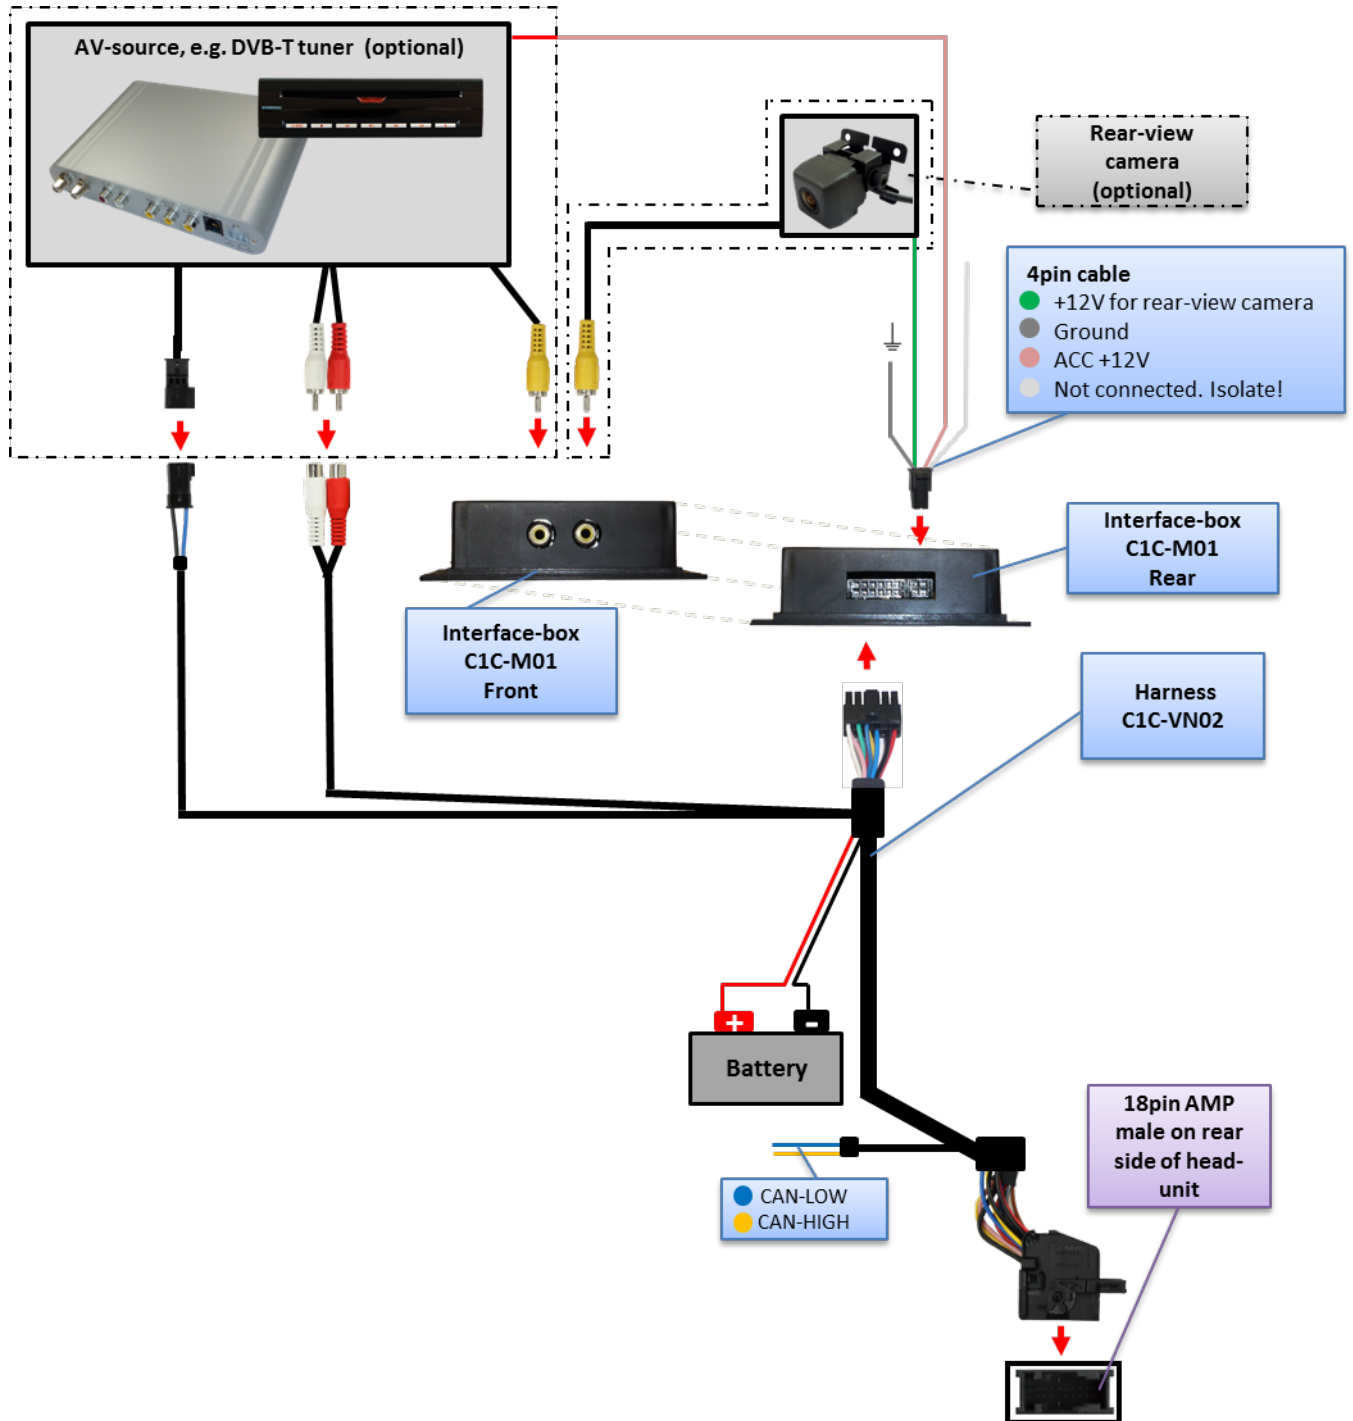 AV-source, e.g. DVB-T tuner (optional)
Rear-view
camera
(optional)
4pin cable
+12V for rear-view camera
Ground
ACC +12V
Not connected. Isolate!
Interface-box
C1C-M01
Rear
Interface-box
C1C-M01
Front
Harness
C1C-VN02
+
-
Battery
18pin AMP
male on rear
side of head-
unit
CAN-LOW
CAN-HIGH